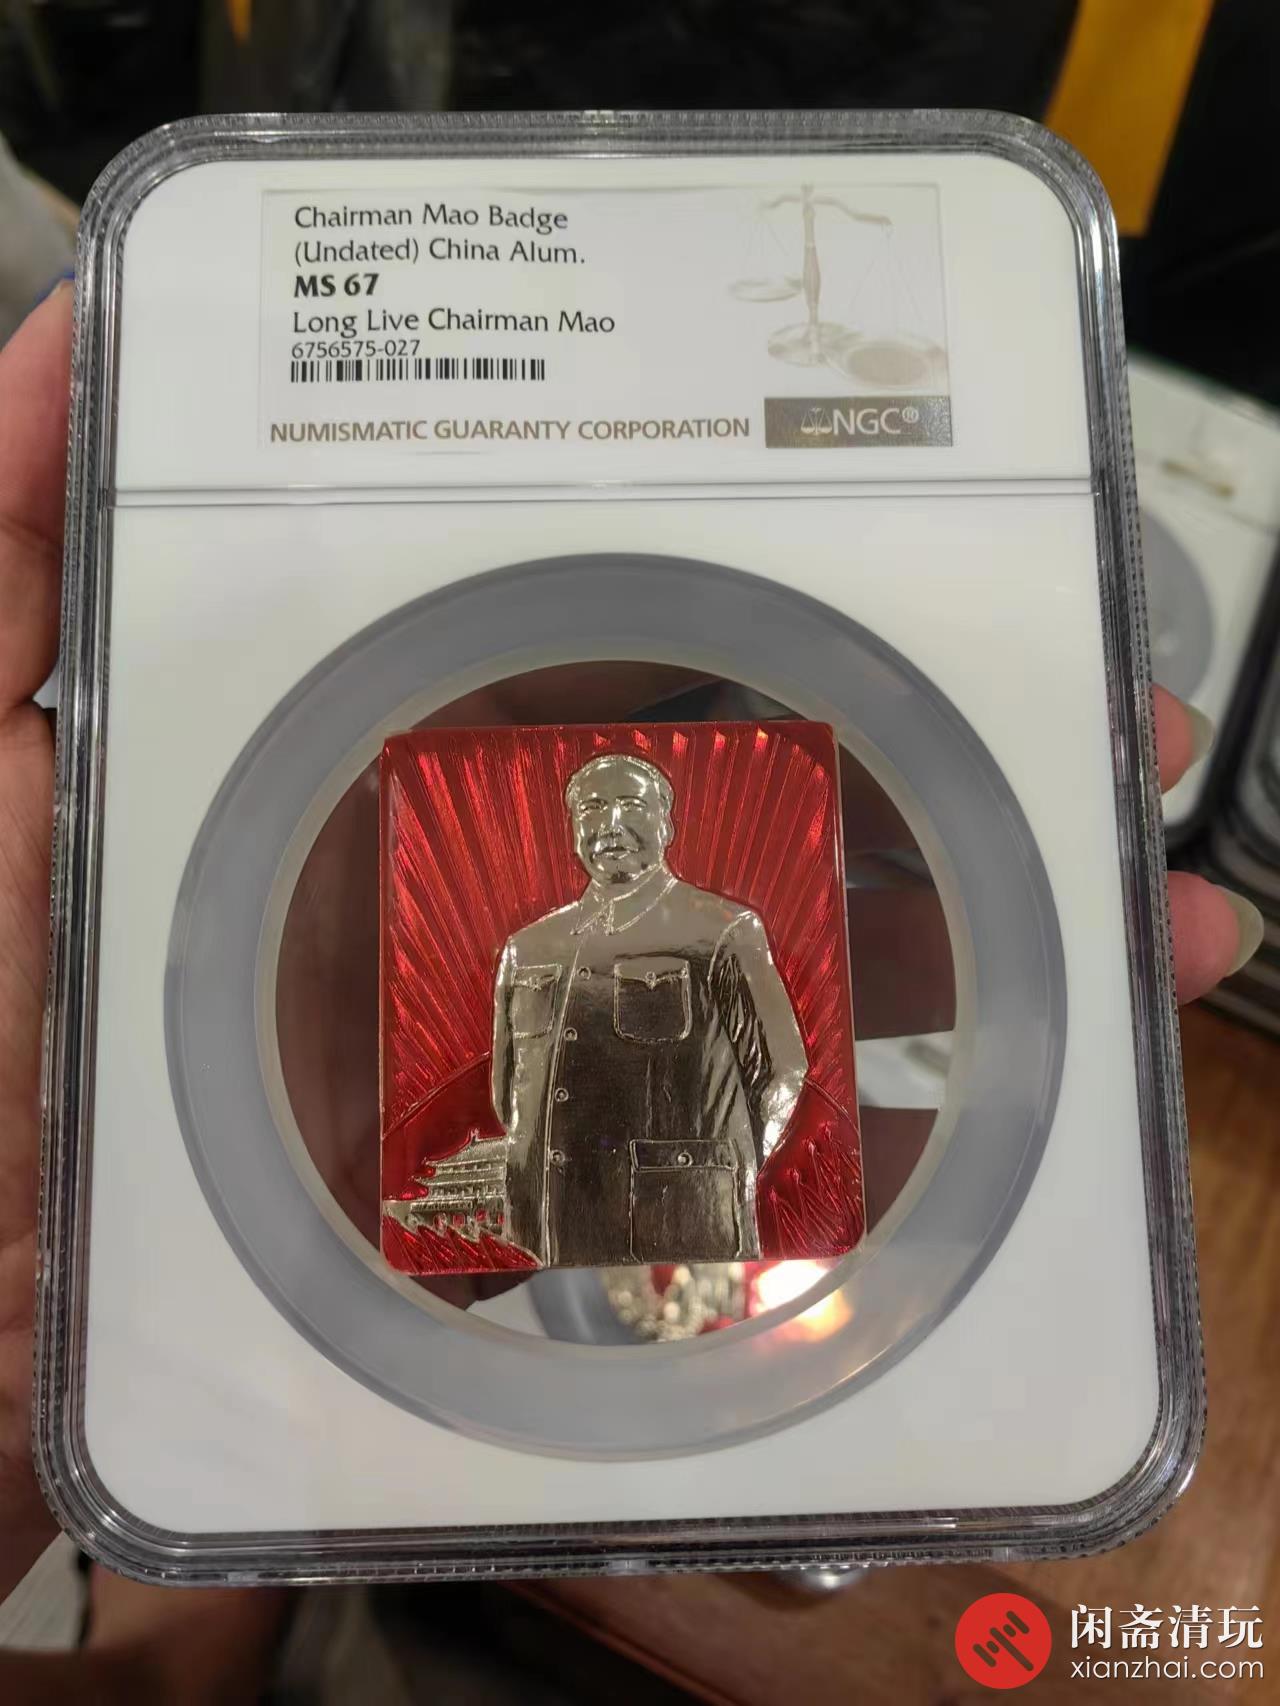 Chairman Mao Badge
(Undated) China Alum.
MS 67
Long Live Chairman Mao
6756575-027
NUMISMATIC GUARANTY CORPORATION
NGC®
闲斋清玩
xianzhai.com